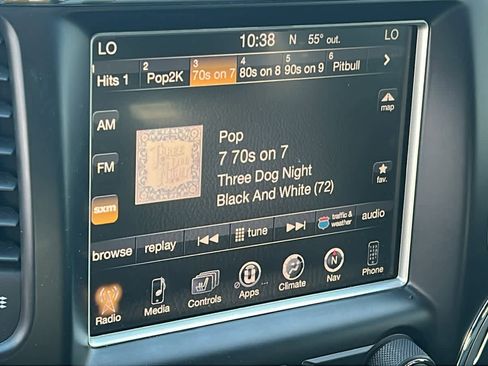 LO 10:38 N 55° out. LO
1 2 3 4 5 6
Hits 1 Pop2K 70s on 7 80s on 8 90s on 9 Pitbull
AM
map
Pop
7 70s on 7
FM
Three Dog Night
fav.
Black And White (72)
sxm
browse replay tune traffic & weather audio
Radio Media Controls Apps Climate Nav Phone